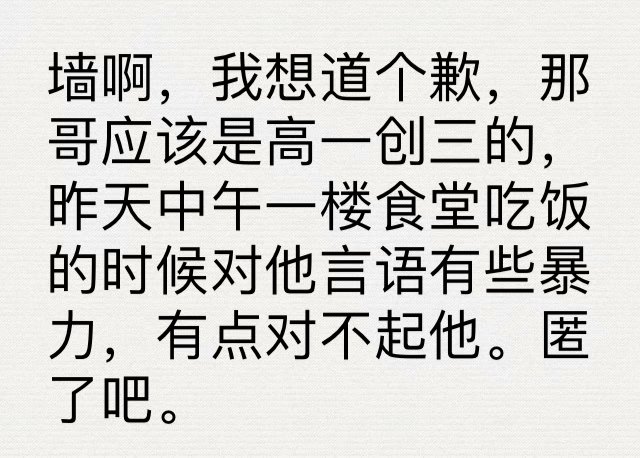 墙啊，我想道个歉，那
哥应该是高一创三的，
昨天中午一楼食堂吃饭
的时候对他言语有些暴
力，有点对不起他。匿
了吧。